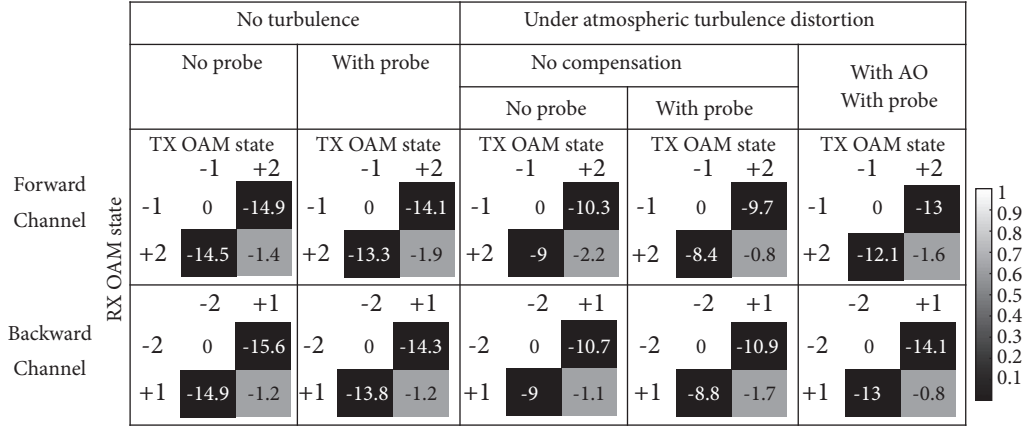 No turbulence Under atmospheric turbulence distortion
No probe With probe No compensation With AO
With probe
No probe With probe
TX OAM state TX OAM state TX OAM state TX OAM state TX OAM state
-1 +2 -1 +2 -1 +2 -1 +2 -1 +2
Forward
Channel
RX OAM state
-1 0 -14.9 -1 0 -14.1 -1 0 -10.3 -1 0 -9.7 -1 0 -13
+2 -14.5 -1.4 +2 -13.3 -1.9 +2 -9 -2.2 +2 -8.4 -0.8 +2 -12.1 -1.6
-2 +1 -2 +1 -2 +1 -2 +1 -2 +1
Backward
Channel
-2 0 -15.6 -2 0 -14.3 -2 0 -10.7 -2 0 -10.9 -2 0 -14.1
+1 -14.9 -1.2 +1 -13.8 -1.2 +1 -9 -1.1 +1 -8.8 -1.7 +1 -13 -0.8
1
0.9
0.8
0.7
0.6
0.5
0.4
0.3
0.2
0.1